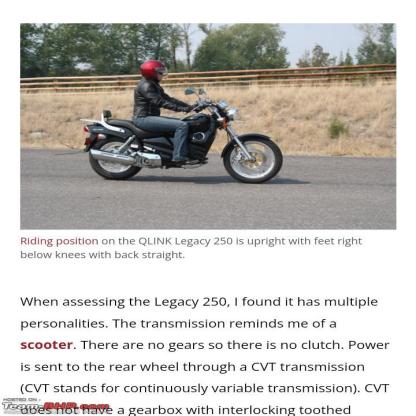 Riding position on the QLINK Legacy 250 is upright with feet right
below knees with back straight.
When assessing the Legacy 250, I found it has multiple
personalities. The transmission reminds me of a
scooter. There are no gears so there is no clutch. Power
is sent to the rear wheel through a CVT transmission
(CVT stands for continuously variable transmission). CVT
does not have a gearbox with interlocking toothed
HOSTED ON
Team-BHP.com